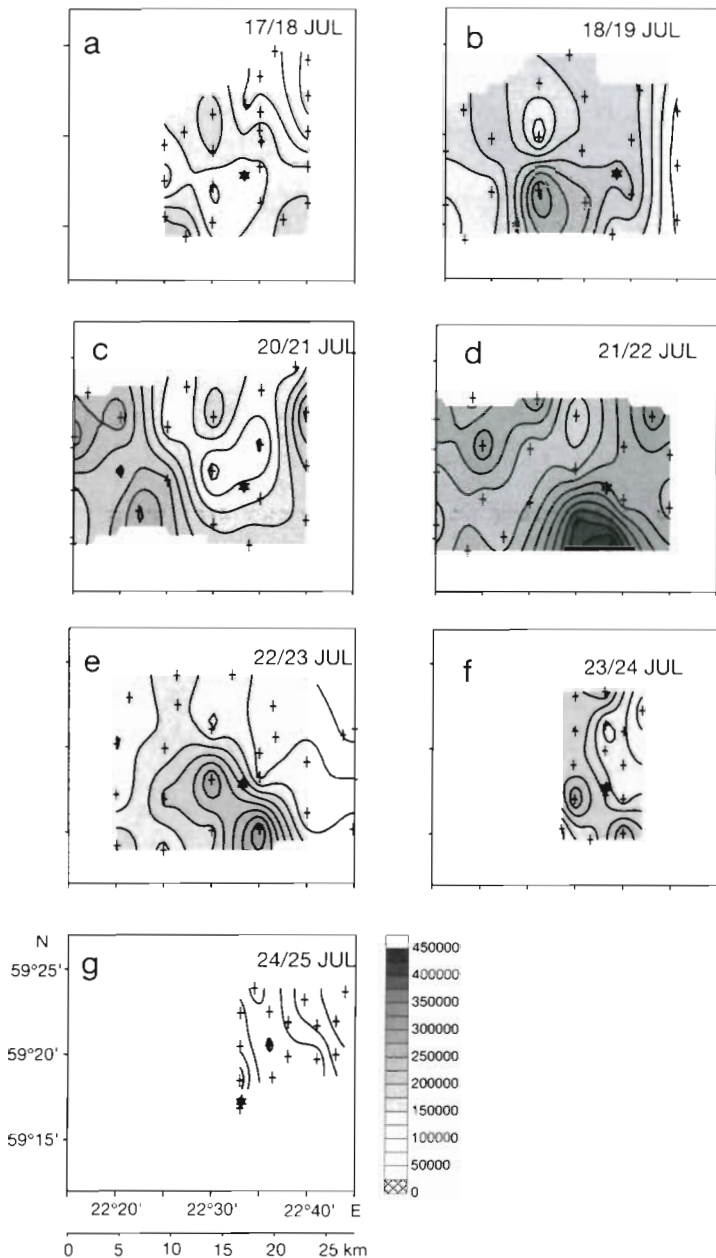 a 17/18 JUL
b 18/19 JUL
c 20/21 JUL
d 21/22 JUL
e 22/23 JUL
f 23/24 JUL
g 24/25 JUL
N
59°25'
59°20'
59°15'
22°20' 22°30' 22°40' E
0 5 10 15 20 25 km
450000
400000
350000
300000
250000
200000
150000
100000
50000
0